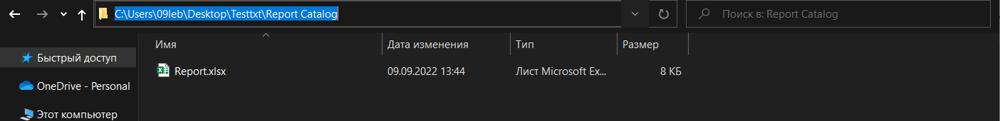 C:\Users\09leb\Desktop\Testtxt\Report Catalog
Поиск в: Report Catalog
Имя Дата изменения Тип Размер
Быстрый доступ
Report.xlsx 09.09.2022 13:44 Лист Microsoft Ex... 8 КБ
OneDrive - Personal
Этот компьютер